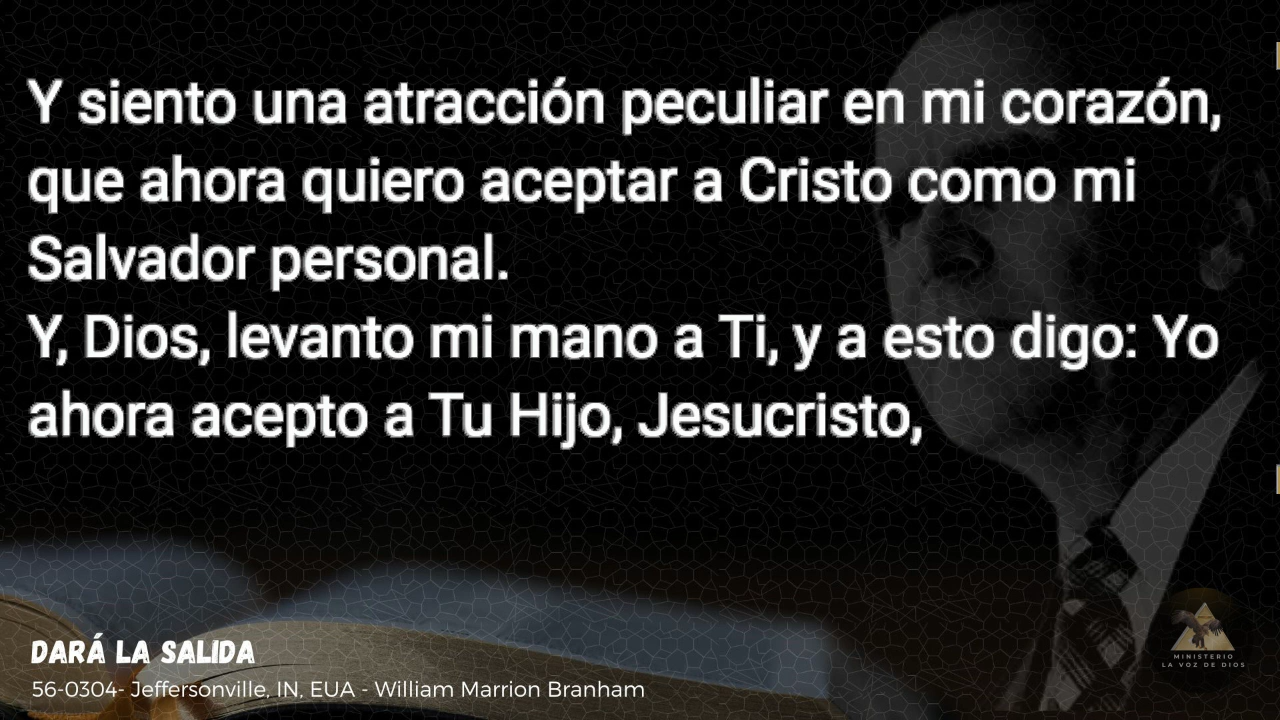 Y siento una atracción peculiar en mi corazón,
que ahora quiero aceptar a Cristo como mi
Salvador personal.
Y, Dios, levanto mi mano a Ti, y a esto digo: Yo
ahora acepto a Tu Hijo, Jesucristo,
DARÁ LA SALIDA
56-0304- Jeffersonville, IN, EUA - William Marrion Branham
MINISTERIO
LA VOZ DE DIOS